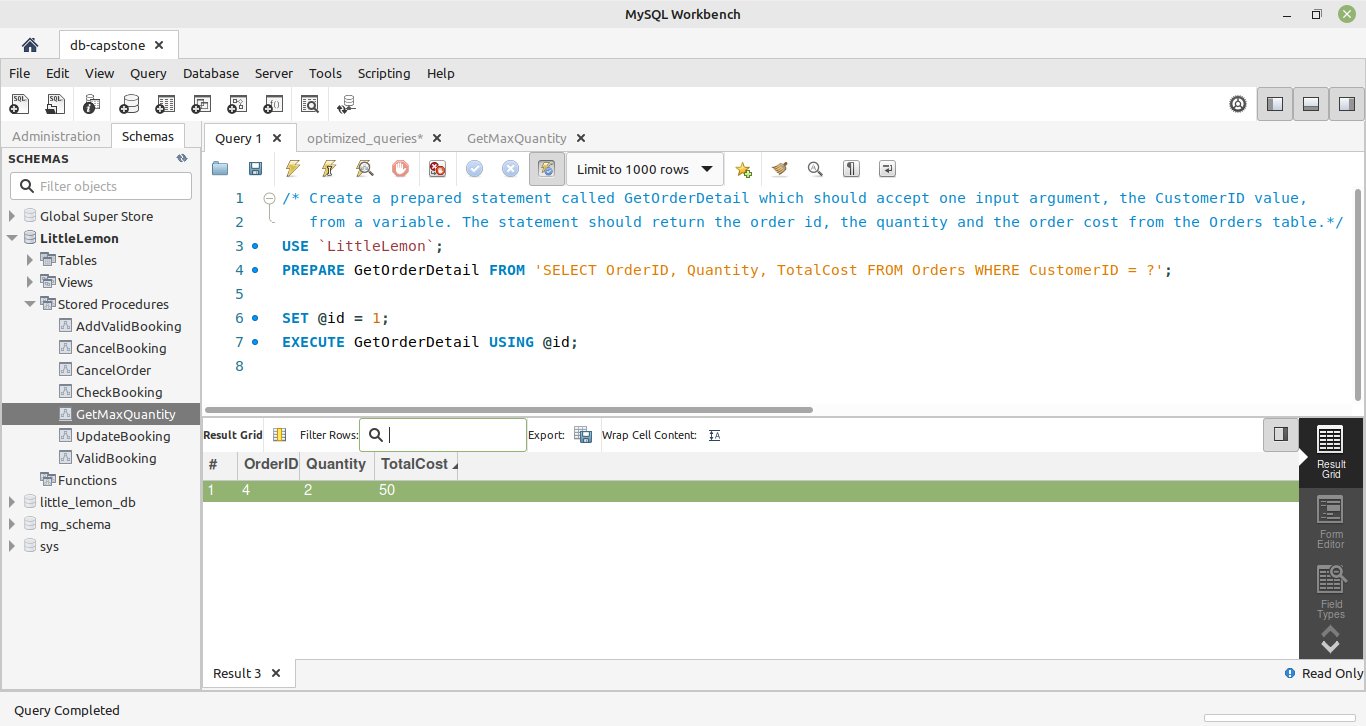 MySQL Workbench
db-capstone
File Edit View Query Database Server Tools Scripting Help
Administration Schemas
SCHEMAS
Filter objects
Global Super Store
LittleLemon
Tables
Views
Stored Procedures
AddValidBooking
CancelBooking
CancelOrder
CheckBooking
GetMaxQuantity
UpdateBooking
ValidBooking
Functions
little_lemon_db
mg_schema
sys
Query 1 optimized_queries* GetMaxQuantity
Limit to 1000 rows
1 /* Create a prepared statement called GetOrderDetail which should accept one input argument, the CustomerID value,
2 from a variable. The statement should return the order id, the quantity and the order cost from the Orders table.*/
3 USE `LittleLemon`;
4 PREPARE GetOrderDetail FROM 'SELECT OrderID, Quantity, TotalCost FROM Orders WHERE CustomerID = ?';
5
6 SET @id = 1;
7 EXECUTE GetOrderDetail USING @id;
8
Result Grid Filter Rows: Export: Wrap Cell Content:
# OrderID Quantity TotalCost
1 4 2 50
Result
Grid
Form
Editor
Field
Types
Result 3
Read Only
Query Completed